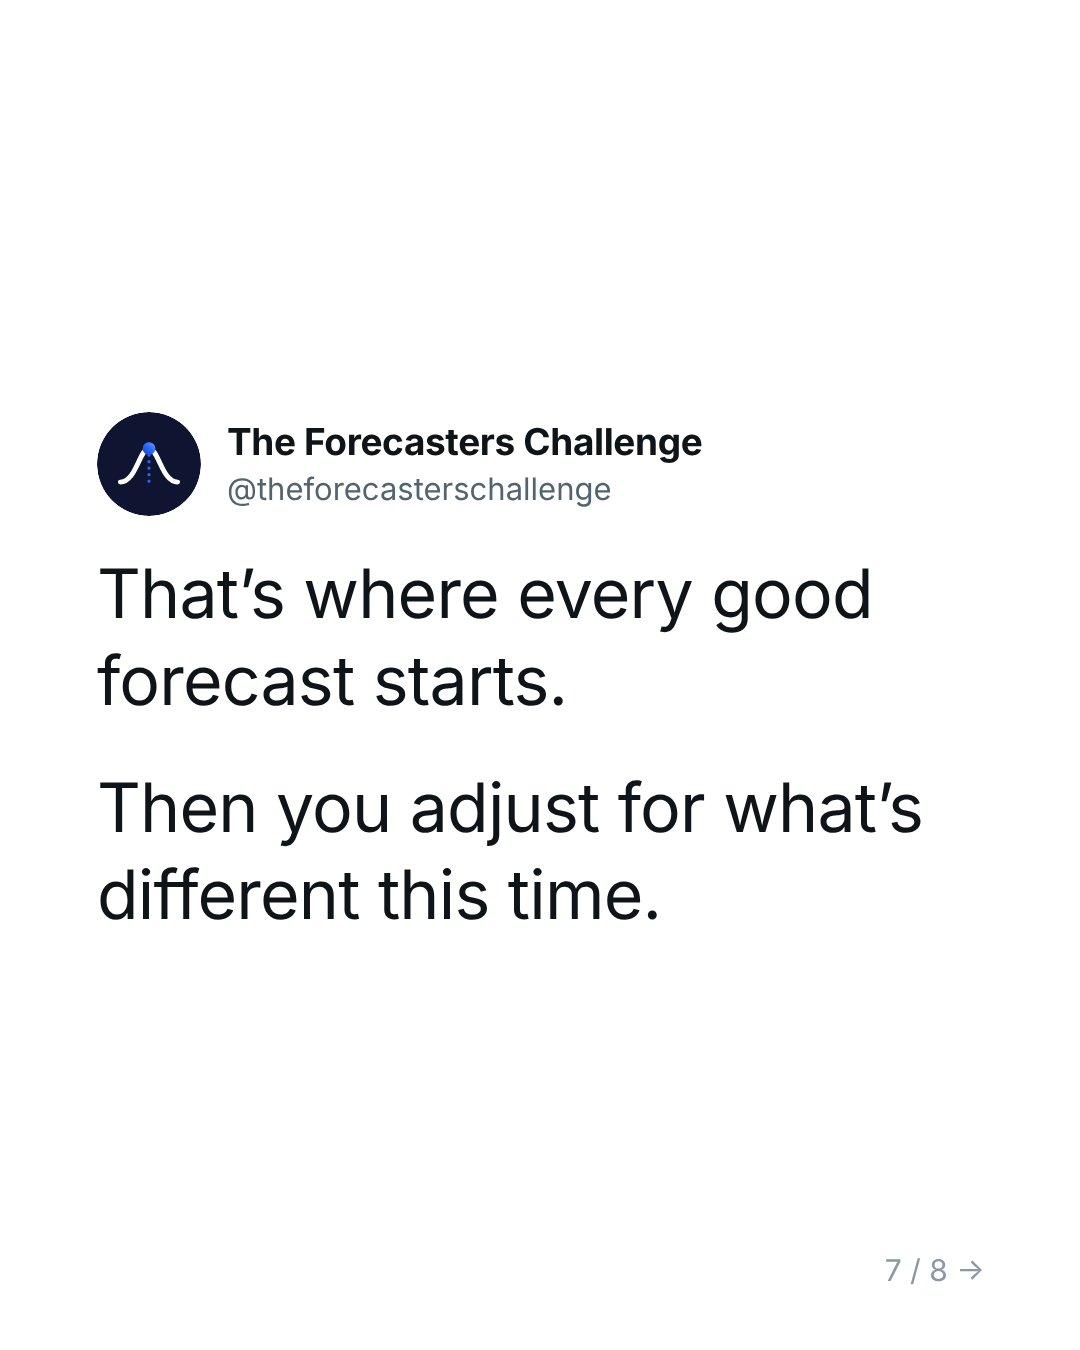 The Forecasters Challenge
@theforecasterschallenge
That’s where every good
forecast starts.
Then you adjust for what’s
different this time.
7 / 8 →